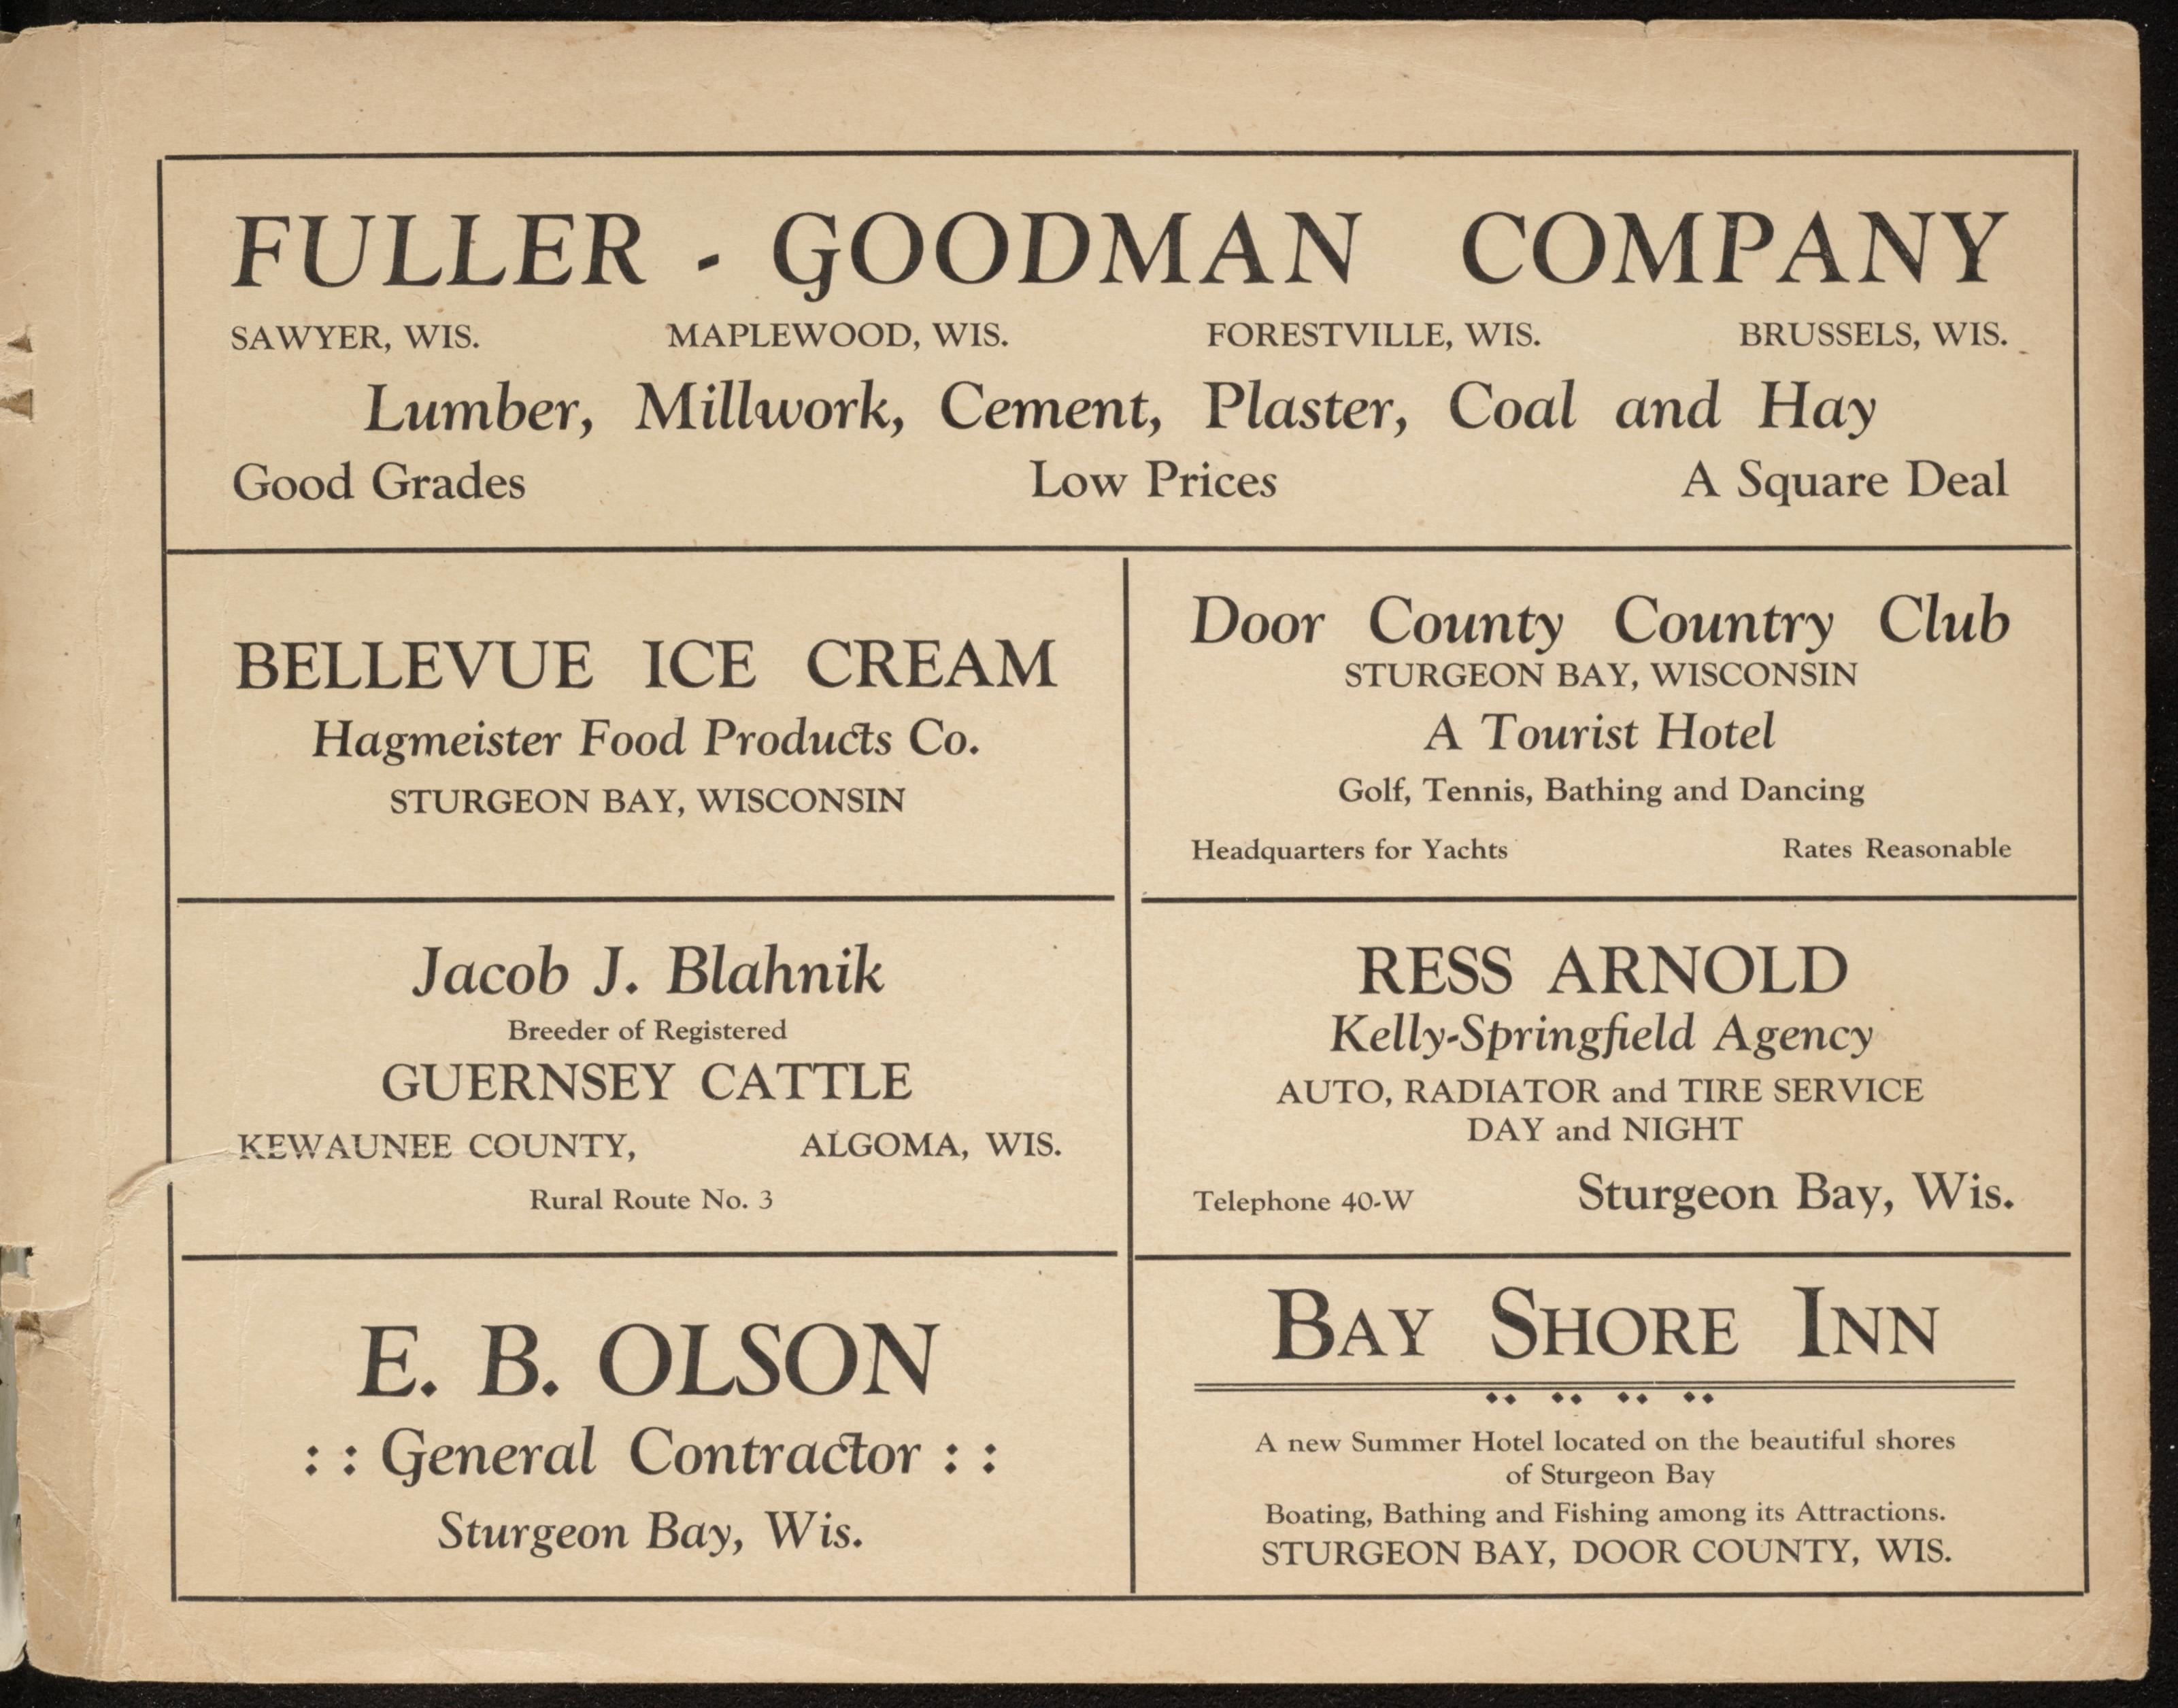 FULLER - GOODMAN COMPANY
SAWYER, WIS. MAPLEWOOD, WIS. FORESTVILLE, WIS. BRUSSELS, WIS.
Lumber, Millwork, Cement, Plaster, Coal and Hay
Good Grades Low Prices A Square Deal
BELLEVUE ICE CREAM
Hagmeister Food Products Co.
STURGEON BAY, WISCONSIN
Door County Country Club
STURGEON BAY, WISCONSIN
A Tourist Hotel
Golf, Tennis, Bathing and Dancing
Headquarters for Yachts Rates Reasonable
Jacob J. Blahnik
Breeder of Registered
GUERNSEY CATTLE
KEWAUNEE COUNTY, ALGOMA, WIS.
Rural Route No. 3
RESS ARNOLD
Kelly-Springfield Agency
AUTO, RADIATOR and TIRE SERVICE
DAY and NIGHT
Telephone 40-W Sturgeon Bay, Wis.
E. B. OLSON
: : General Contractor : :
Sturgeon Bay, Wis.
BAY SHORE INN
A new Summer Hotel located on the beautiful shores
of Sturgeon Bay
Boating, Bathing and Fishing among its Attractions.
STURGEON BAY, DOOR COUNTY, WIS.